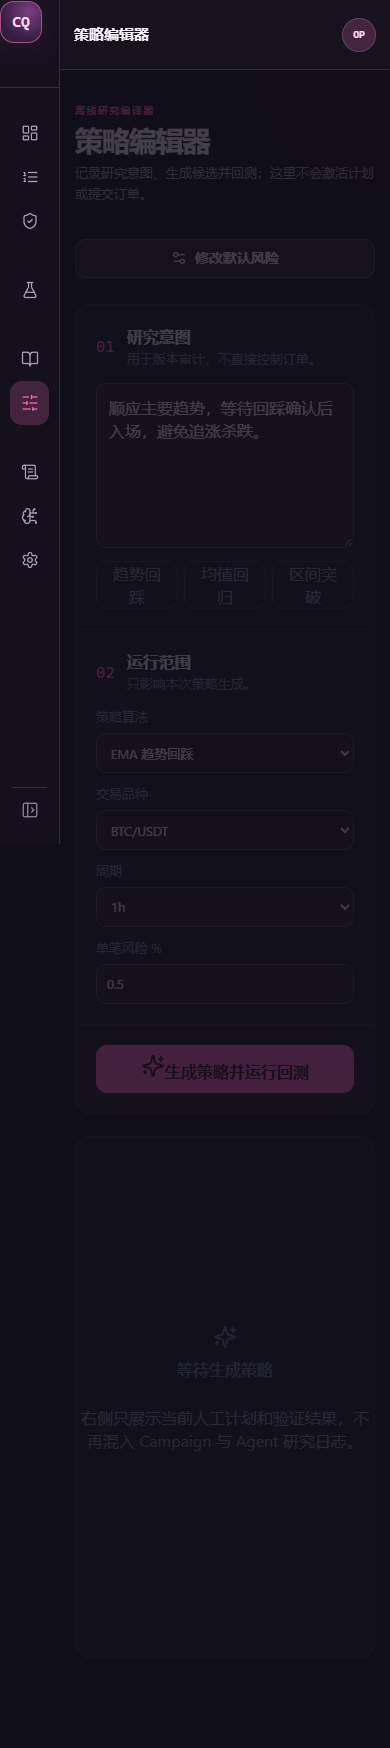 CQ
策略编辑器
OP
离线研究编译器
策略编辑器
记录研究意图、生成候选并回测；这里不会激活计划
或提交订单。
修改默认风险
01
研究意图
用于版本审计，不直接控制订单。
顺应主要趋势，等待回踩确认后
入场，避免追涨杀跌。
趋势回
踩
均值回
归
区间突
破
02
运行范围
只影响本次策略生成。
策略算法
EMA 趋势回踩
交易品种
BTC/USDT
周期
1h
单笔风险 %
0.5
生成策略并运行回测
等待生成策略
右侧只展示当前人工计划和验证结果，不
再混入 Campaign 与 Agent 研究日志。